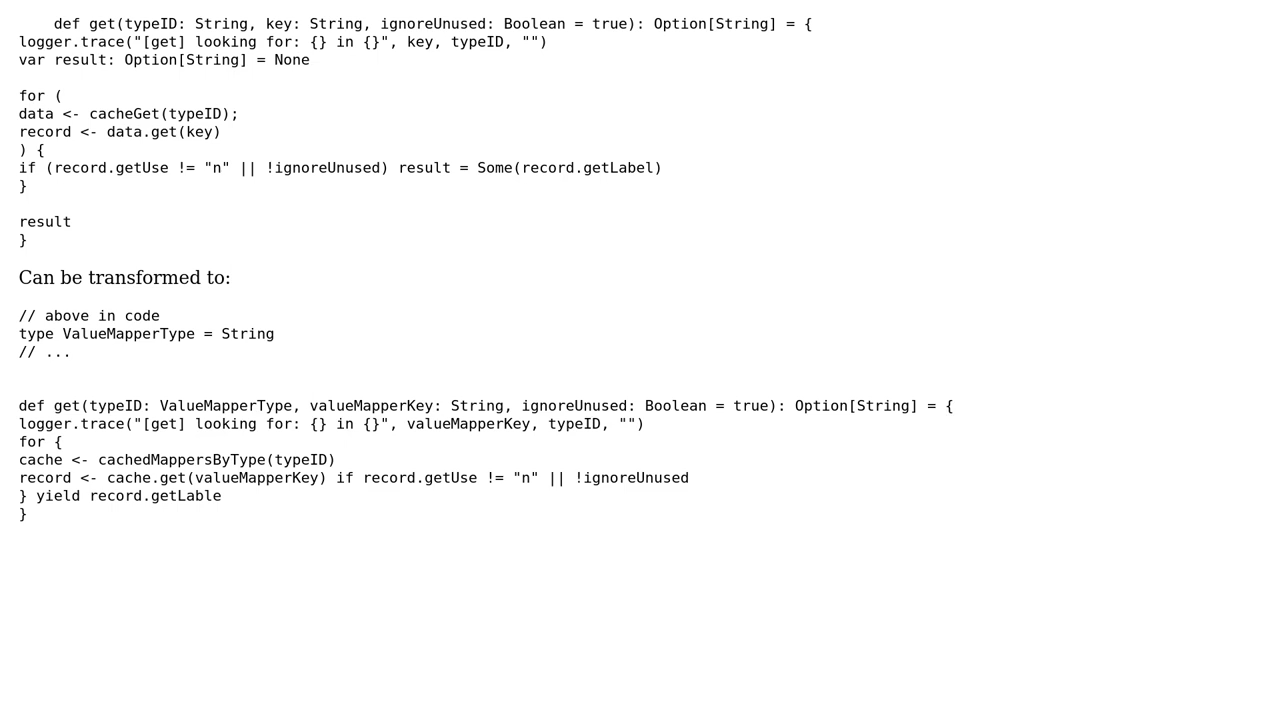 def get(typeID: String, key: String, ignoreUnused: Boolean = true): Option[String] = {
logger.trace("[get] looking for: {} in {}", key, typeID, "")
var result: Option[String] = None
for (
data <- cacheGet(typeID);
record <- data.get(key)
) {
if (record.getUse != "n" || !ignoreUnused) result = Some(record.getLabel)
}
result
}
Can be transformed to:
// above in code
type ValueMapperType = String
// ...
def get(typeID: ValueMapperType, valueMapperKey: String, ignoreUnused: Boolean = true): Option[String] = {
logger.trace("[get] looking for: {} in {}", valueMapperKey, typeID, "")
for {
cache <- cachedMappersByType(typeID)
record <- cache.get(valueMapperKey) if record.getUse != "n" || !ignoreUnused
} yield record.getLable
}